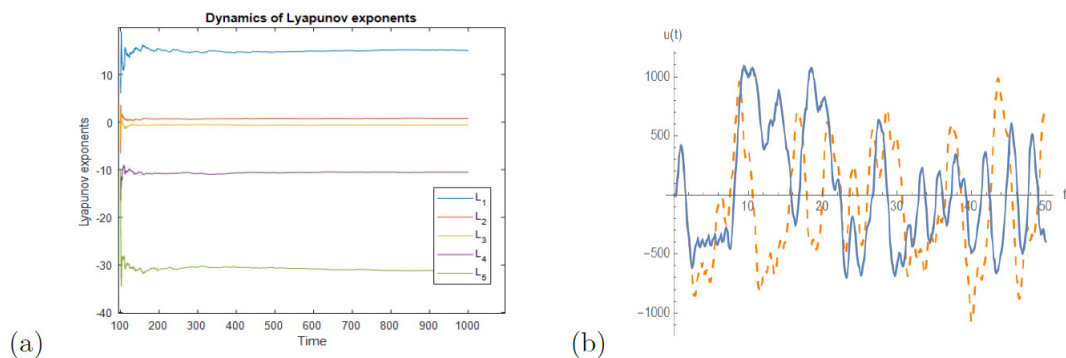 Dynamics of Lyapunov exponents
Lyapunov exponents
10
0
-10
-20
-30
-40
L1
L2
L3
L4
L5
100 200 300 400 500 600 700 800 900 1000
Time
(a)
u(t)
1000
500
-500
-1000
10 20 30 40 50
t
(b)